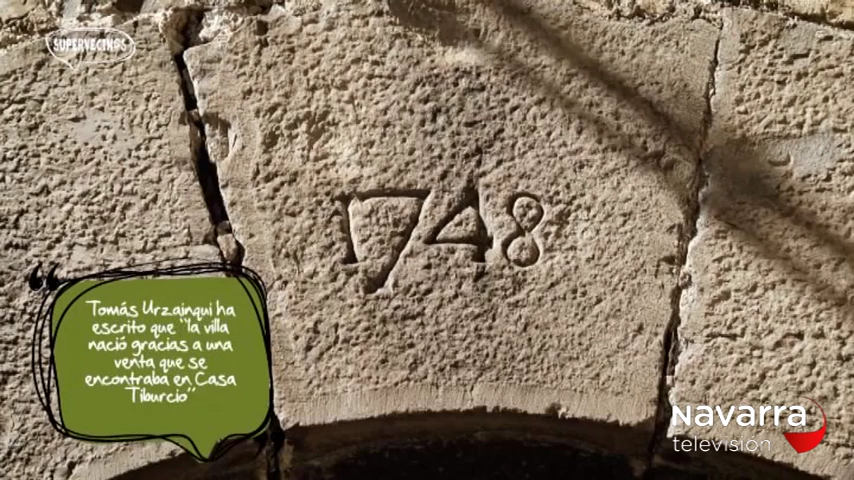 SUPERVECINOS
1748
Tomás Urzainqui ha
escrito que "la villa
nació gracias a una
venta que se
encontraba en Casa
Tiburcio"
Navarra
televisión